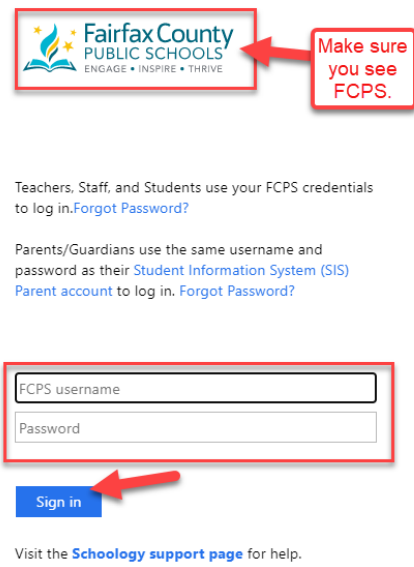 Fairfax County
PUBLIC SCHOOLS
ENGAGE • INSPIRE • THRIVE
Make sure
you see
FCPS.
Teachers, Staff, and Students use your FCPS credentials
to log in.Forgot Password?
Parents/Guardians use the same username and
password as their Student Information System (SIS)
Parent account to log in. Forgot Password?
FCPS username
Password
Sign in
Visit the Schoology support page for help.